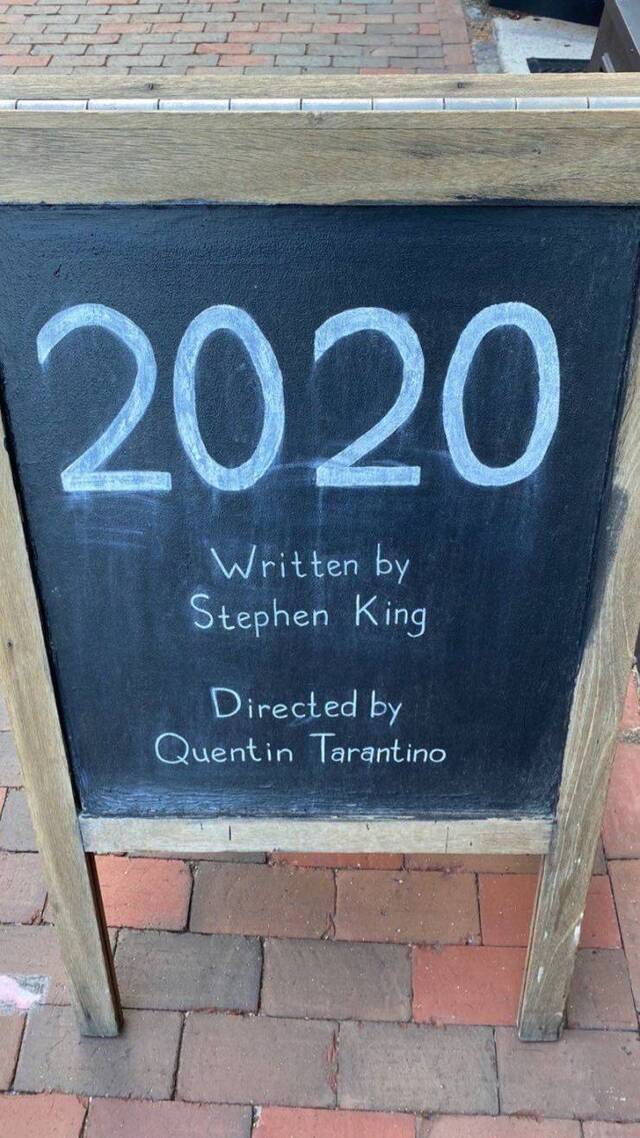 2020
Written by
Stephen King
Directed by
Quentin Tarantino